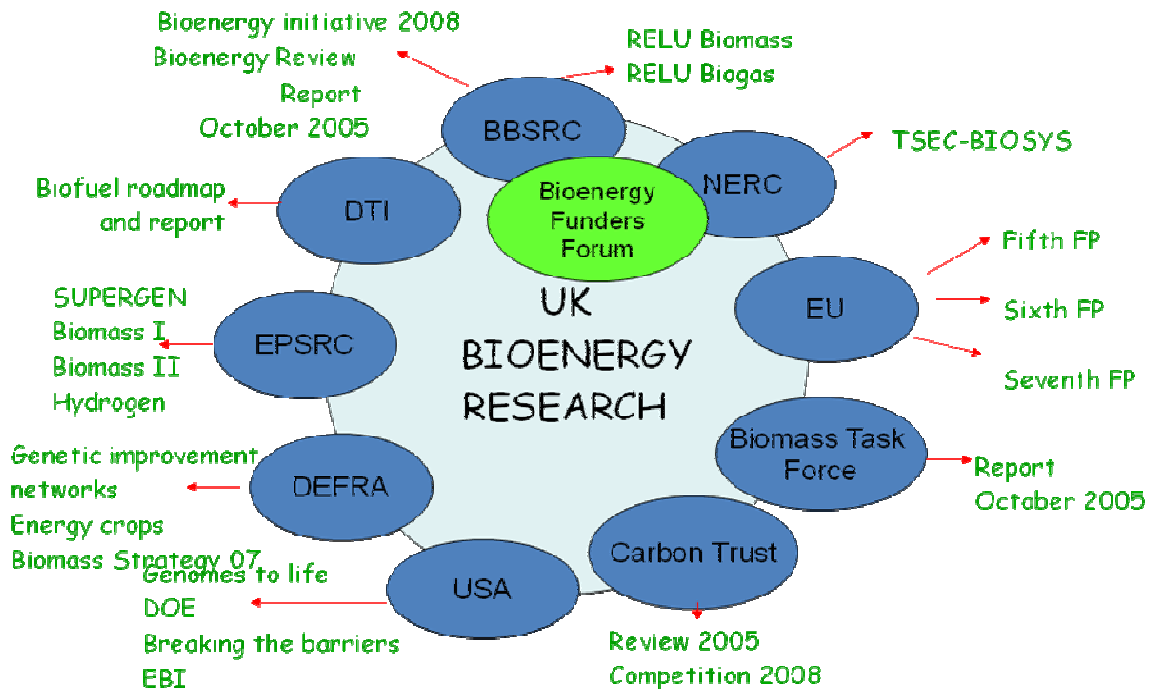 Bioenergy initiative 2008
Bioenergy Review
Report
October 2005
RELU Biomass
RELU Biogas
BBSRC
TSEC-BIOSYS
NERC
Bioenergy
Funders
Forum
Biofuel roadmap
and report
DTI
Fifth FP
Sixth FP
Seventh FP
EU
UK
BIOENERGY
RESEARCH
SUPERGEN
Biomass I
Biomass II
Hydrogen
EPSRC
Biomass Task
Force
Report
October 2005
Genetic improvement
networks
Energy crops
Biomass Strategy 07
DEFRA
Carbon Trust
Review 2005
Competition 2008
USA
Genomes to life
DOE
Breaking the barriers
EBI